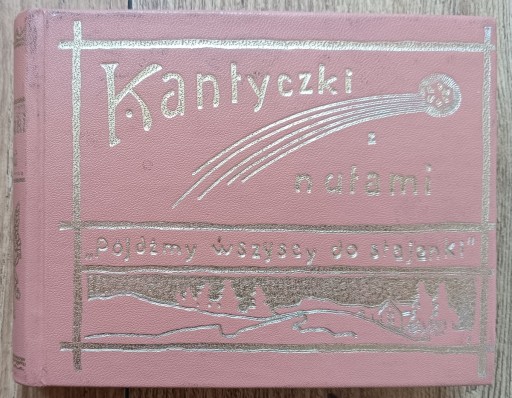 Kantyczki
z
nutami
„Pójdźmy wszyscy do stajenki"